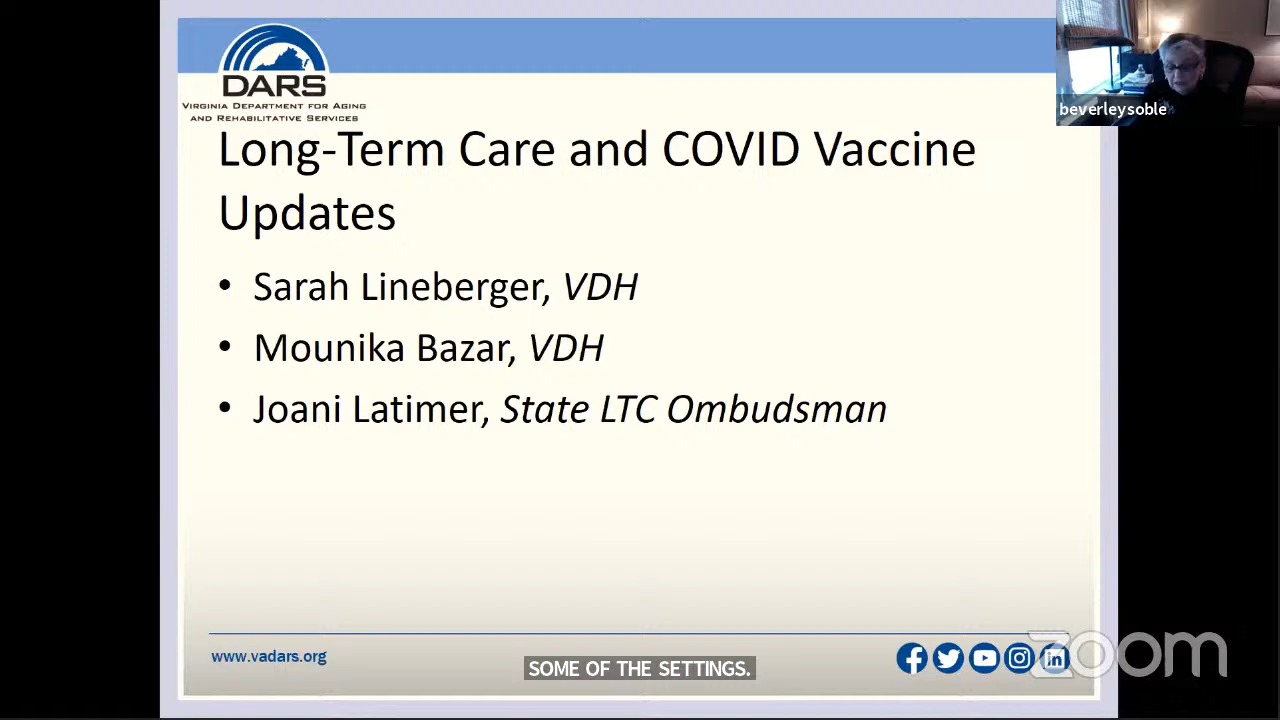 DARS
VIRGINIA DEPARTMENT FOR AGING
AND REHABILITATIVE SERVICES
beverleysoble
Long-Term Care and COVID Vaccine
Updates
• Sarah Lineberger, VDH
• Mounika Bazar, VDH
• Joani Latimer, State LTC Ombudsman
www.vadars.org
SOME OF THE SETTINGS.
zoom